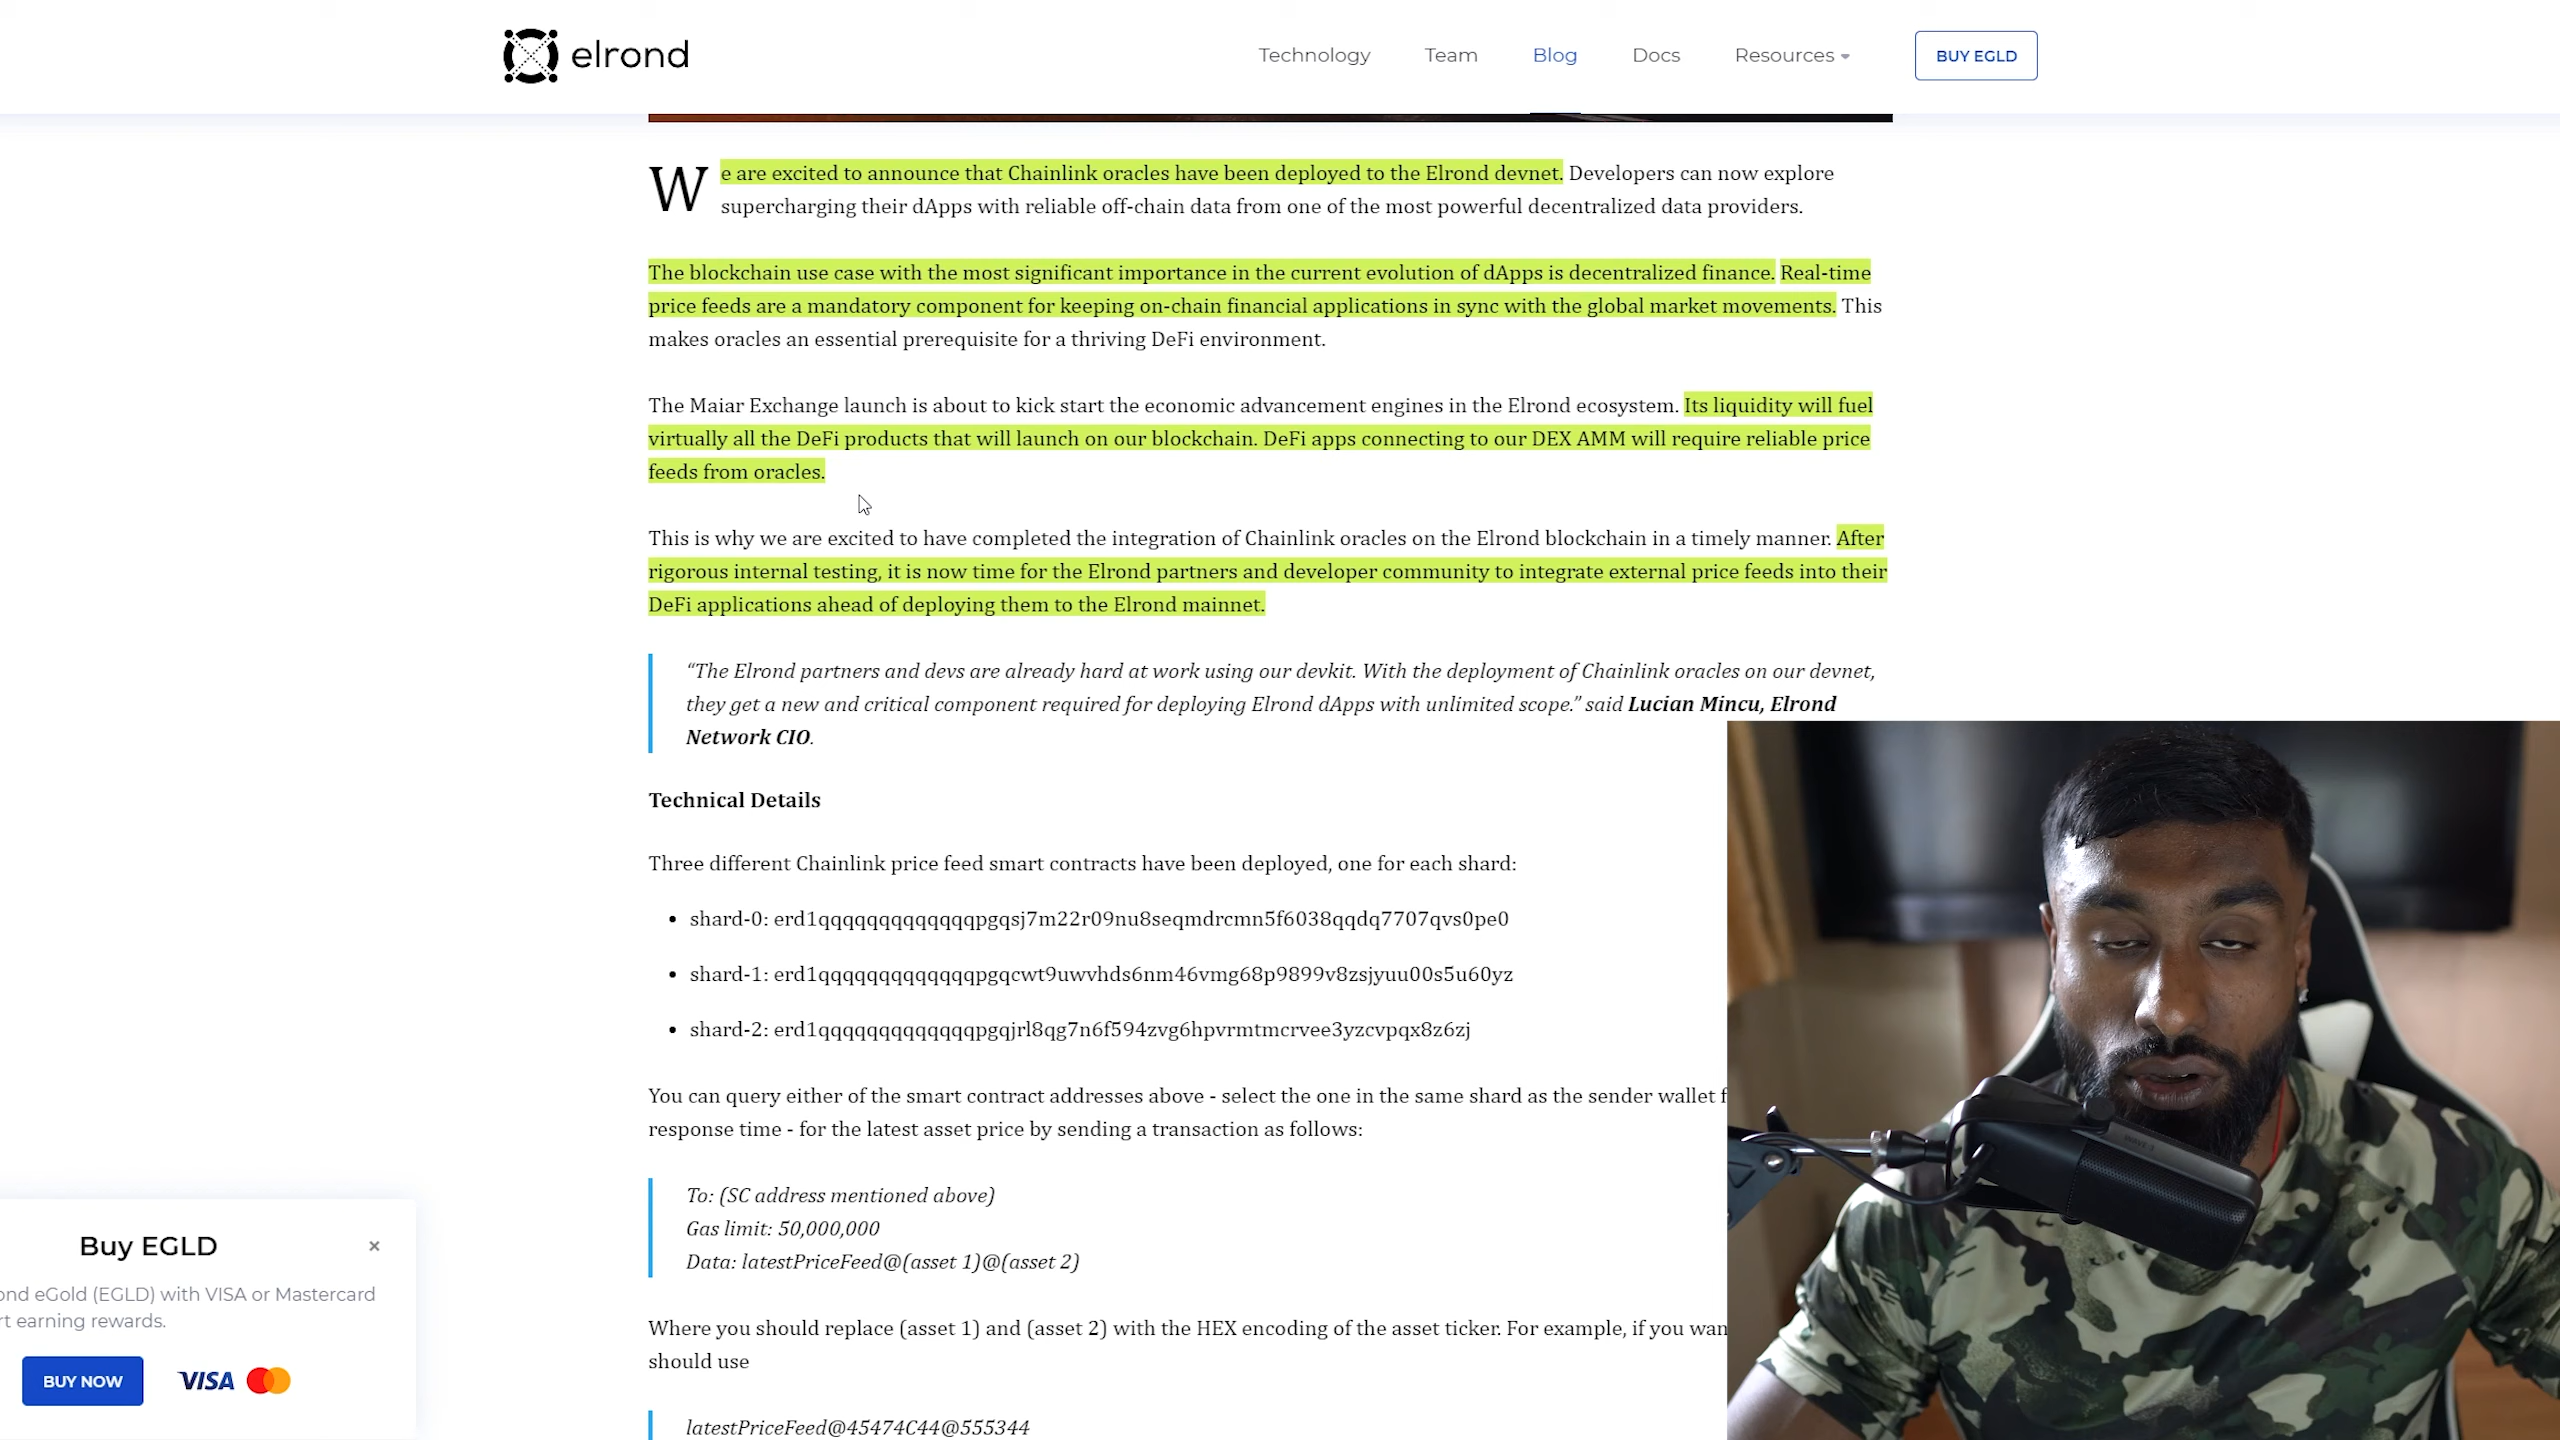 elrond
Technology Team Blog Docs Resources BUY EGLD
We are excited to announce that Chainlink oracles have been deployed to the Elrond devnet. Developers can now explore
supercharging their dApps with reliable off-chain data from one of the most powerful decentralized data providers.
The blockchain use case with the most significant importance in the current evolution of dApps is decentralized finance. Real-time
price feeds are a mandatory component for keeping on-chain financial applications in sync with the global market movements. This
makes oracles an essential prerequisite for a thriving DeFi environment.
The Maiar Exchange launch is about to kick start the economic advancement engines in the Elrond ecosystem. Its liquidity will fuel
virtually all the DeFi products that will launch on our blockchain. DeFi apps connecting to our DEX AMM will require reliable price
feeds from oracles.
This is why we are excited to have completed the integration of Chainlink oracles on the Elrond blockchain in a timely manner. After
rigorous internal testing, it is now time for the Elrond partners and developer community to integrate external price feeds into their
DeFi applications ahead of deploying them to the Elrond mainnet.
“The Elrond partners and devs are already hard at work using our devkit. With the deployment of Chainlink oracles on our devnet,
they get a new and critical component required for deploying Elrond dApps with unlimited scope.” said Lucian Mincu, Elrond
Network CIO.
Technical Details
Three different Chainlink price feed smart contracts have been deployed, one for each shard:
• shard-0: erd1qqqqqqqqqqqqqpgqsj7m22r09nu8seqmdrcmn5f6038qqdq7707qvs0pe0
• shard-1: erd1qqqqqqqqqqqqqpgqcwt9uwvhds6nm46vmg68p9899v8zsjyuu00s5u60yz
• shard-2: erd1qqqqqqqqqqqqqpgqjrl8qg7n6f594zvg6hpvrmtmcrvee3yzcvpqx8z6zj
You can query either of the smart contract addresses above - select the one in the same shard as the sender wallet f
response time - for the latest asset price by sending a transaction as follows:
To: (SC address mentioned above)
Gas limit: 50,000,000
Data: latestPriceFeed@(asset 1)@(asset 2)
Where you should replace (asset 1) and (asset 2) with the HEX encoding of the asset ticker. For example, if you wan
should use
latestPriceFeed@45474C44@555344
Buy EGLD ×
ond eGold (EGLD) with VISA or Mastercard
rt earning rewards.
BUY NOW VISA